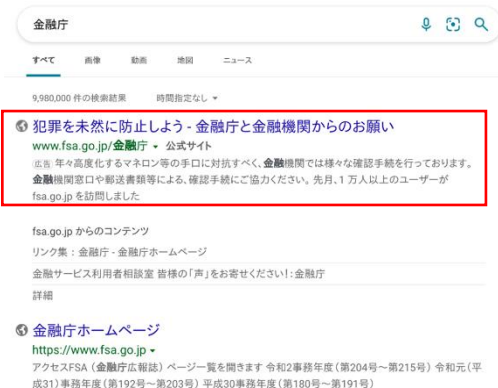 金融庁
すべて 画像 動画 地図 ニュース
9,980,000 件の検索結果 時間指定なし
犯罪を未然に防止しよう - 金融庁と金融機関からのお願い
www.fsa.go.jp/金融庁 公式サイト
広告 年々高度化するマネロン等の手口に対抗すべく、金融機関では様々な確認手続を行っております。
金融機関窓口や郵送書類等による、確認手続にご協力ください。先月、1 万人以上のユーザーが
fsa.go.jp を訪問しました
fsa.go.jp からのコンテンツ
リンク集 : 金融庁 - 金融庁ホームページ
金融サービス利用者相談室 皆様の「声」をお寄せください! : 金融庁
詳細
金融庁ホームページ
https://www.fsa.go.jp
アクセスFSA (金融庁広報誌) ページ一覧を開きます 令和2事務年度 (第204号～第215号) 令和元(平
成31) 事務年度 (第192号～第203号) 平成30事務年度 (第180号～第191号)